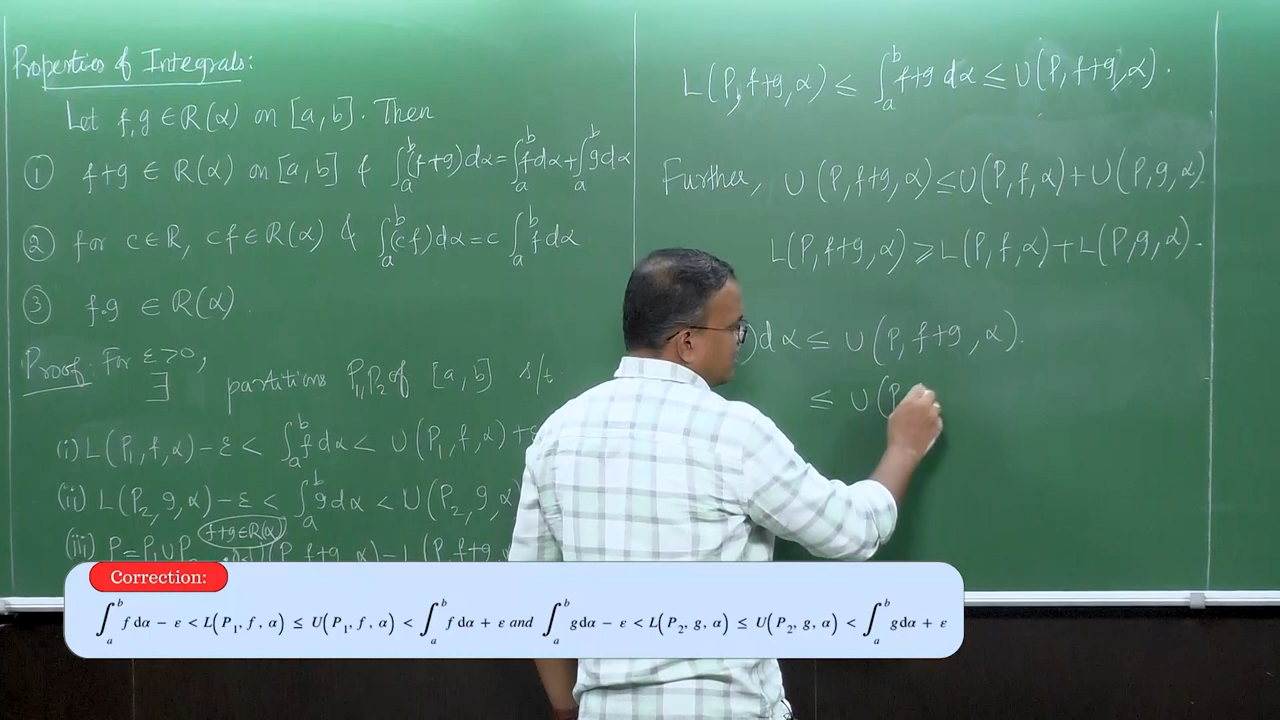 Properties of Integrals:
Let f,g ∈ R(α) on [a,b]. Then
① f+g ∈ R(α) on [a,b] & ∫_a^b (f+g)dα = ∫_a^b f dα + ∫_a^b g dα
② for c∈R, cf∈R(α) & ∫_a^b (cf)dα = c ∫_a^b f dα
③ f.g ∈ R(α)
Proof: For ε>0,
∃ partitions P₁,P₂ of [a,b] s/t
(i) L(P₁,f,α)-ε < ∫_a^b f dα < U(P₁,f,α)+ε
(ii) L(P₂,g,α)-ε < ∫_a^b g dα < U(P₂,g,α)
f+g∈R(α)
(iii) P=P₁∪P₂ (P,f+g,α)-L(P,f+g,
L(P,f+g,α) ≤ ∫_a^b f+g dα ≤ U(P,f+g,α).
Further, U(P,f+g,α) ≤ U(P,f,α)+U(P,g,α)
L(P,f+g,α) ≥ L(P,f,α)+L(P,g,α).
)dα ≤ U(P,f+g,α).
≤ U(P
Correction:
∫_a^b f dα − ε < L(P₁, f, α) ≤ U(P₁, f, α) < ∫_a^b f dα + ε and ∫_a^b gdα − ε < L(P₂, g, α) ≤ U(P₂, g, α) < ∫_a^b gdα + ε